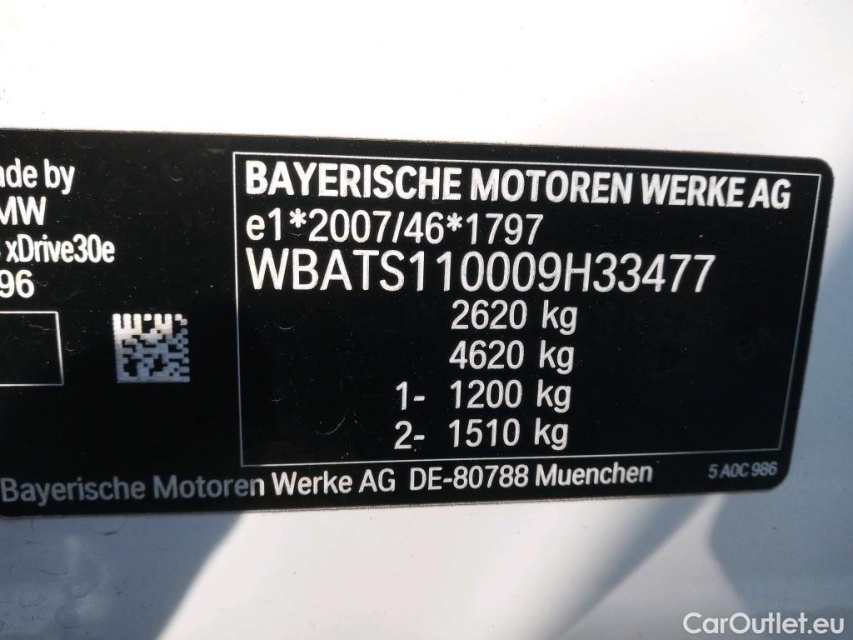 ade by
MW
xDrive30e
96
BAYERISCHE MOTOREN WERKE AG
e1*2007/46*1797
WBATS110009H33477
2620 kg
4620 kg
1- 1200 kg
2- 1510 kg
Bayerische Motoren Werke AG DE-80788 Muenchen
5 A0C 986
CarOutlet.eu